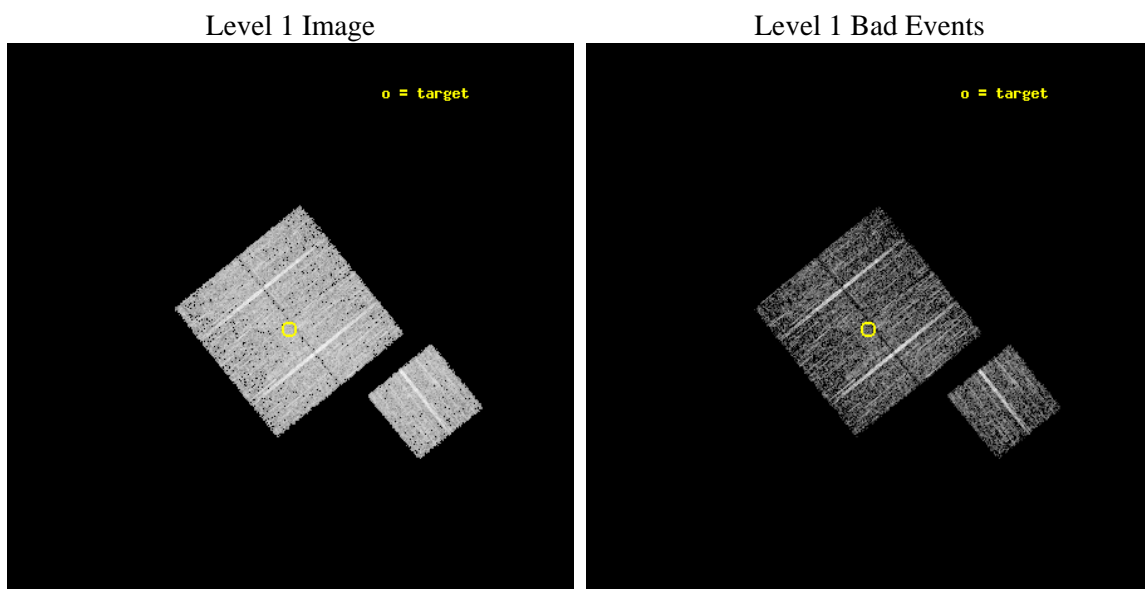 Level 1 Image
Level 1 Bad Events
o = target
o = target